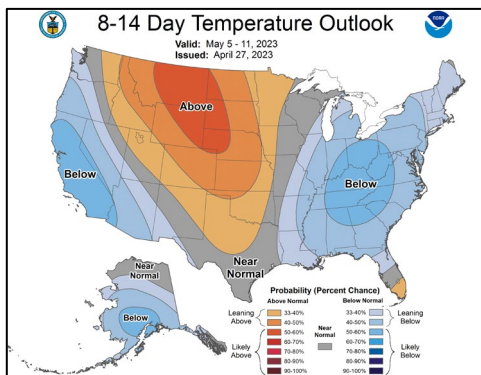 8-14 Day Temperature Outlook
Valid: May 5 - 11, 2023
Issued: April 27, 2023
noaa
Above
Below
Below
Near
Normal
Near
Normal
Below
Probability (Percent Chance)
Above Normal
Below Normal
Leaning
Above
33-40%
40-50%
Likely
Above
50-60%
60-70%
70-80%
80-90%
90-100%
Near
Normal
33-40%
40-50%
Leaning
Below
50-60%
60-70%
70-80%
80-90%
90-100%
Likely
Below